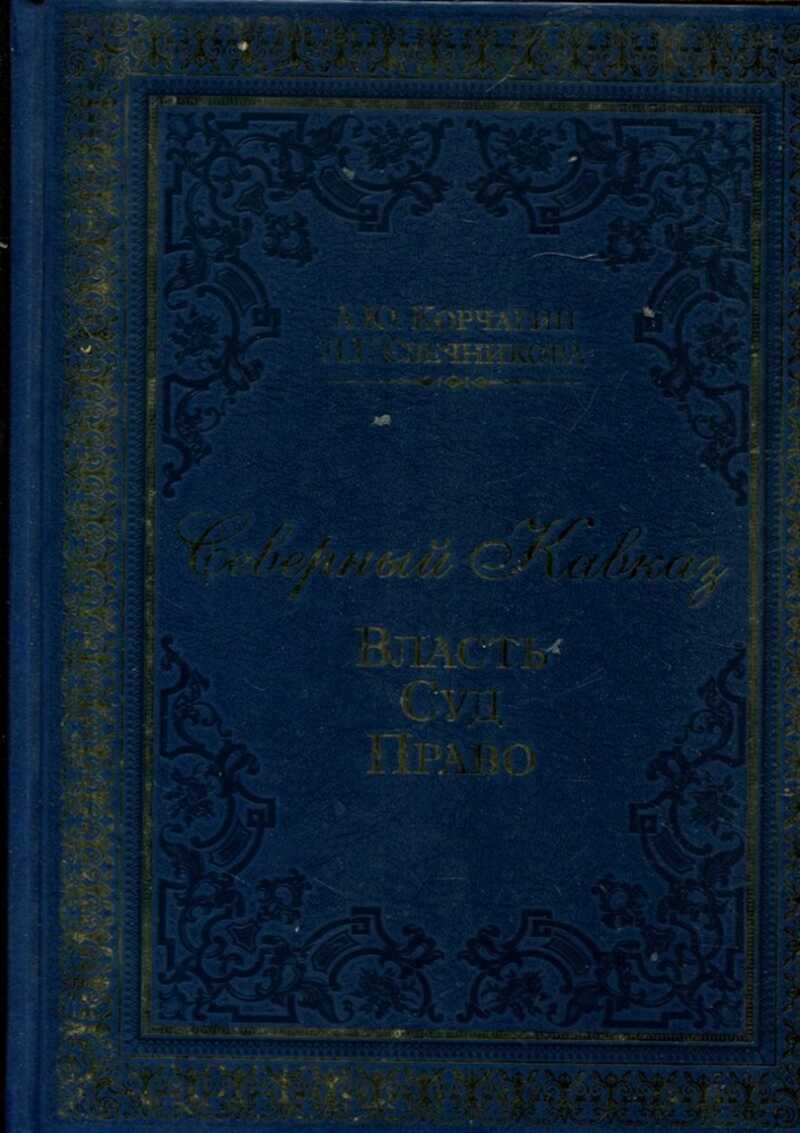 А.Ю. КОРЧАГИН
Л.Г. СВЕЧНИКОВА
Северный Кавказ
ВЛАСТЬ
СУД
ПРАВО